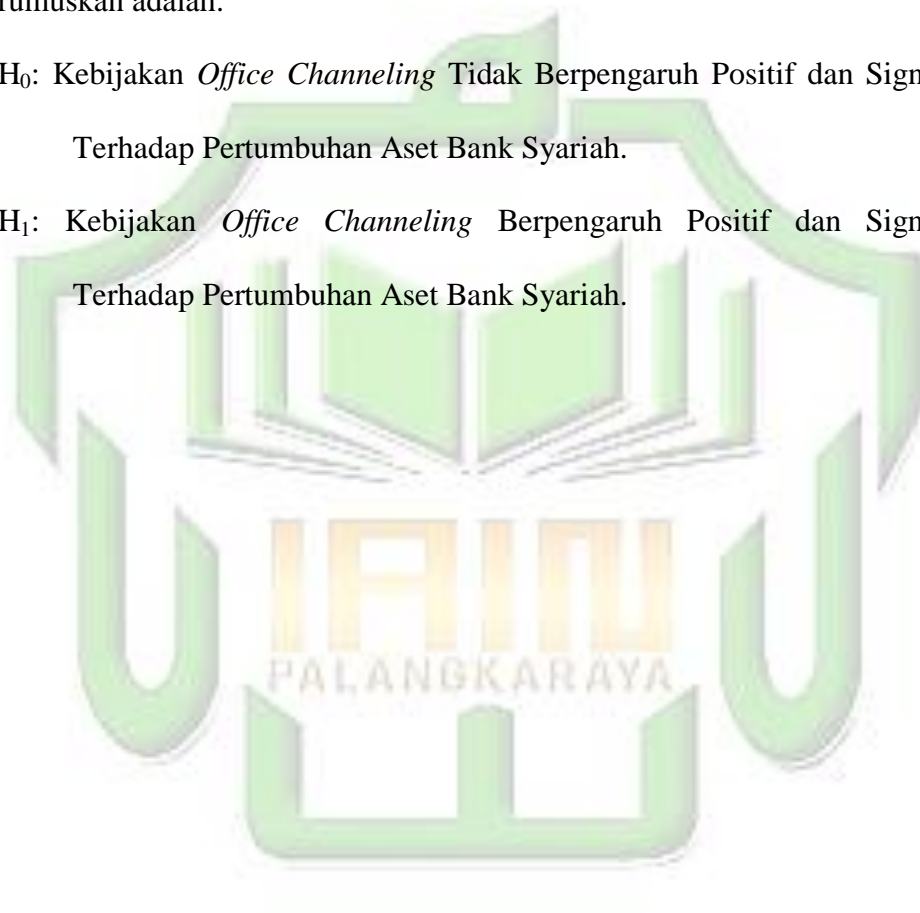 rumuskan adalah:
H₀: Kebijakan Office Channeling Tidak Berpengaruh Positif dan Sign
Terhadap Pertumbuhan Aset Bank Syariah.
H₁: Kebijakan Office Channeling Berpengaruh Positif dan Sign
Terhadap Pertumbuhan Aset Bank Syariah.
IAIN
PALANGKARAYA